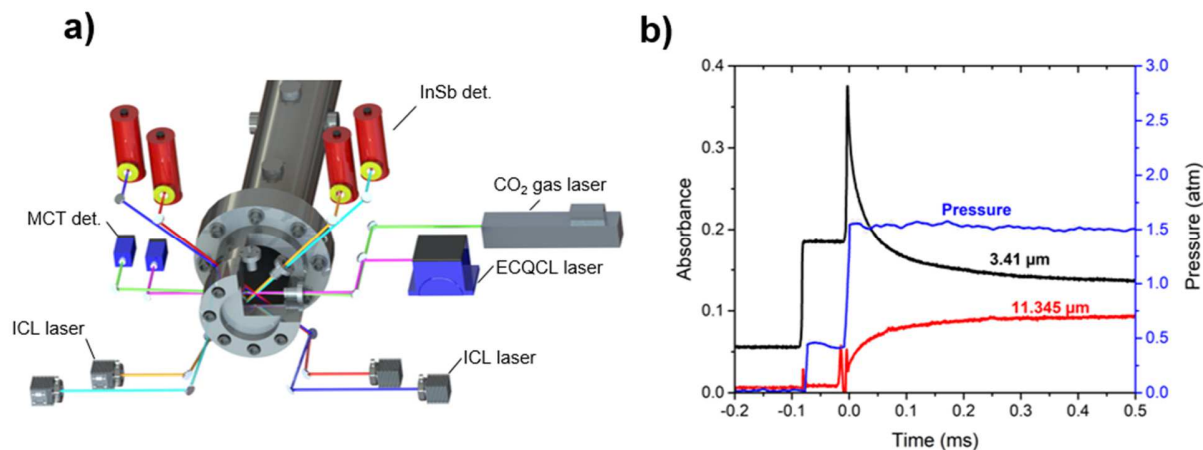 a)
InSb det.
CO₂ gas laser
MCT det.
ECQCL laser
ICL laser
ICL laser
b)
0.4
0.3
0.2
0.1
0.0
Absorbance
3.0
2.5
2.0
1.5
1.0
0.5
0.0
Pressure (atm)
Pressure
3.41 µm
11.345 µm
-0.2 -0.1 0.0 0.1 0.2 0.3 0.4 0.5
Time (ms)